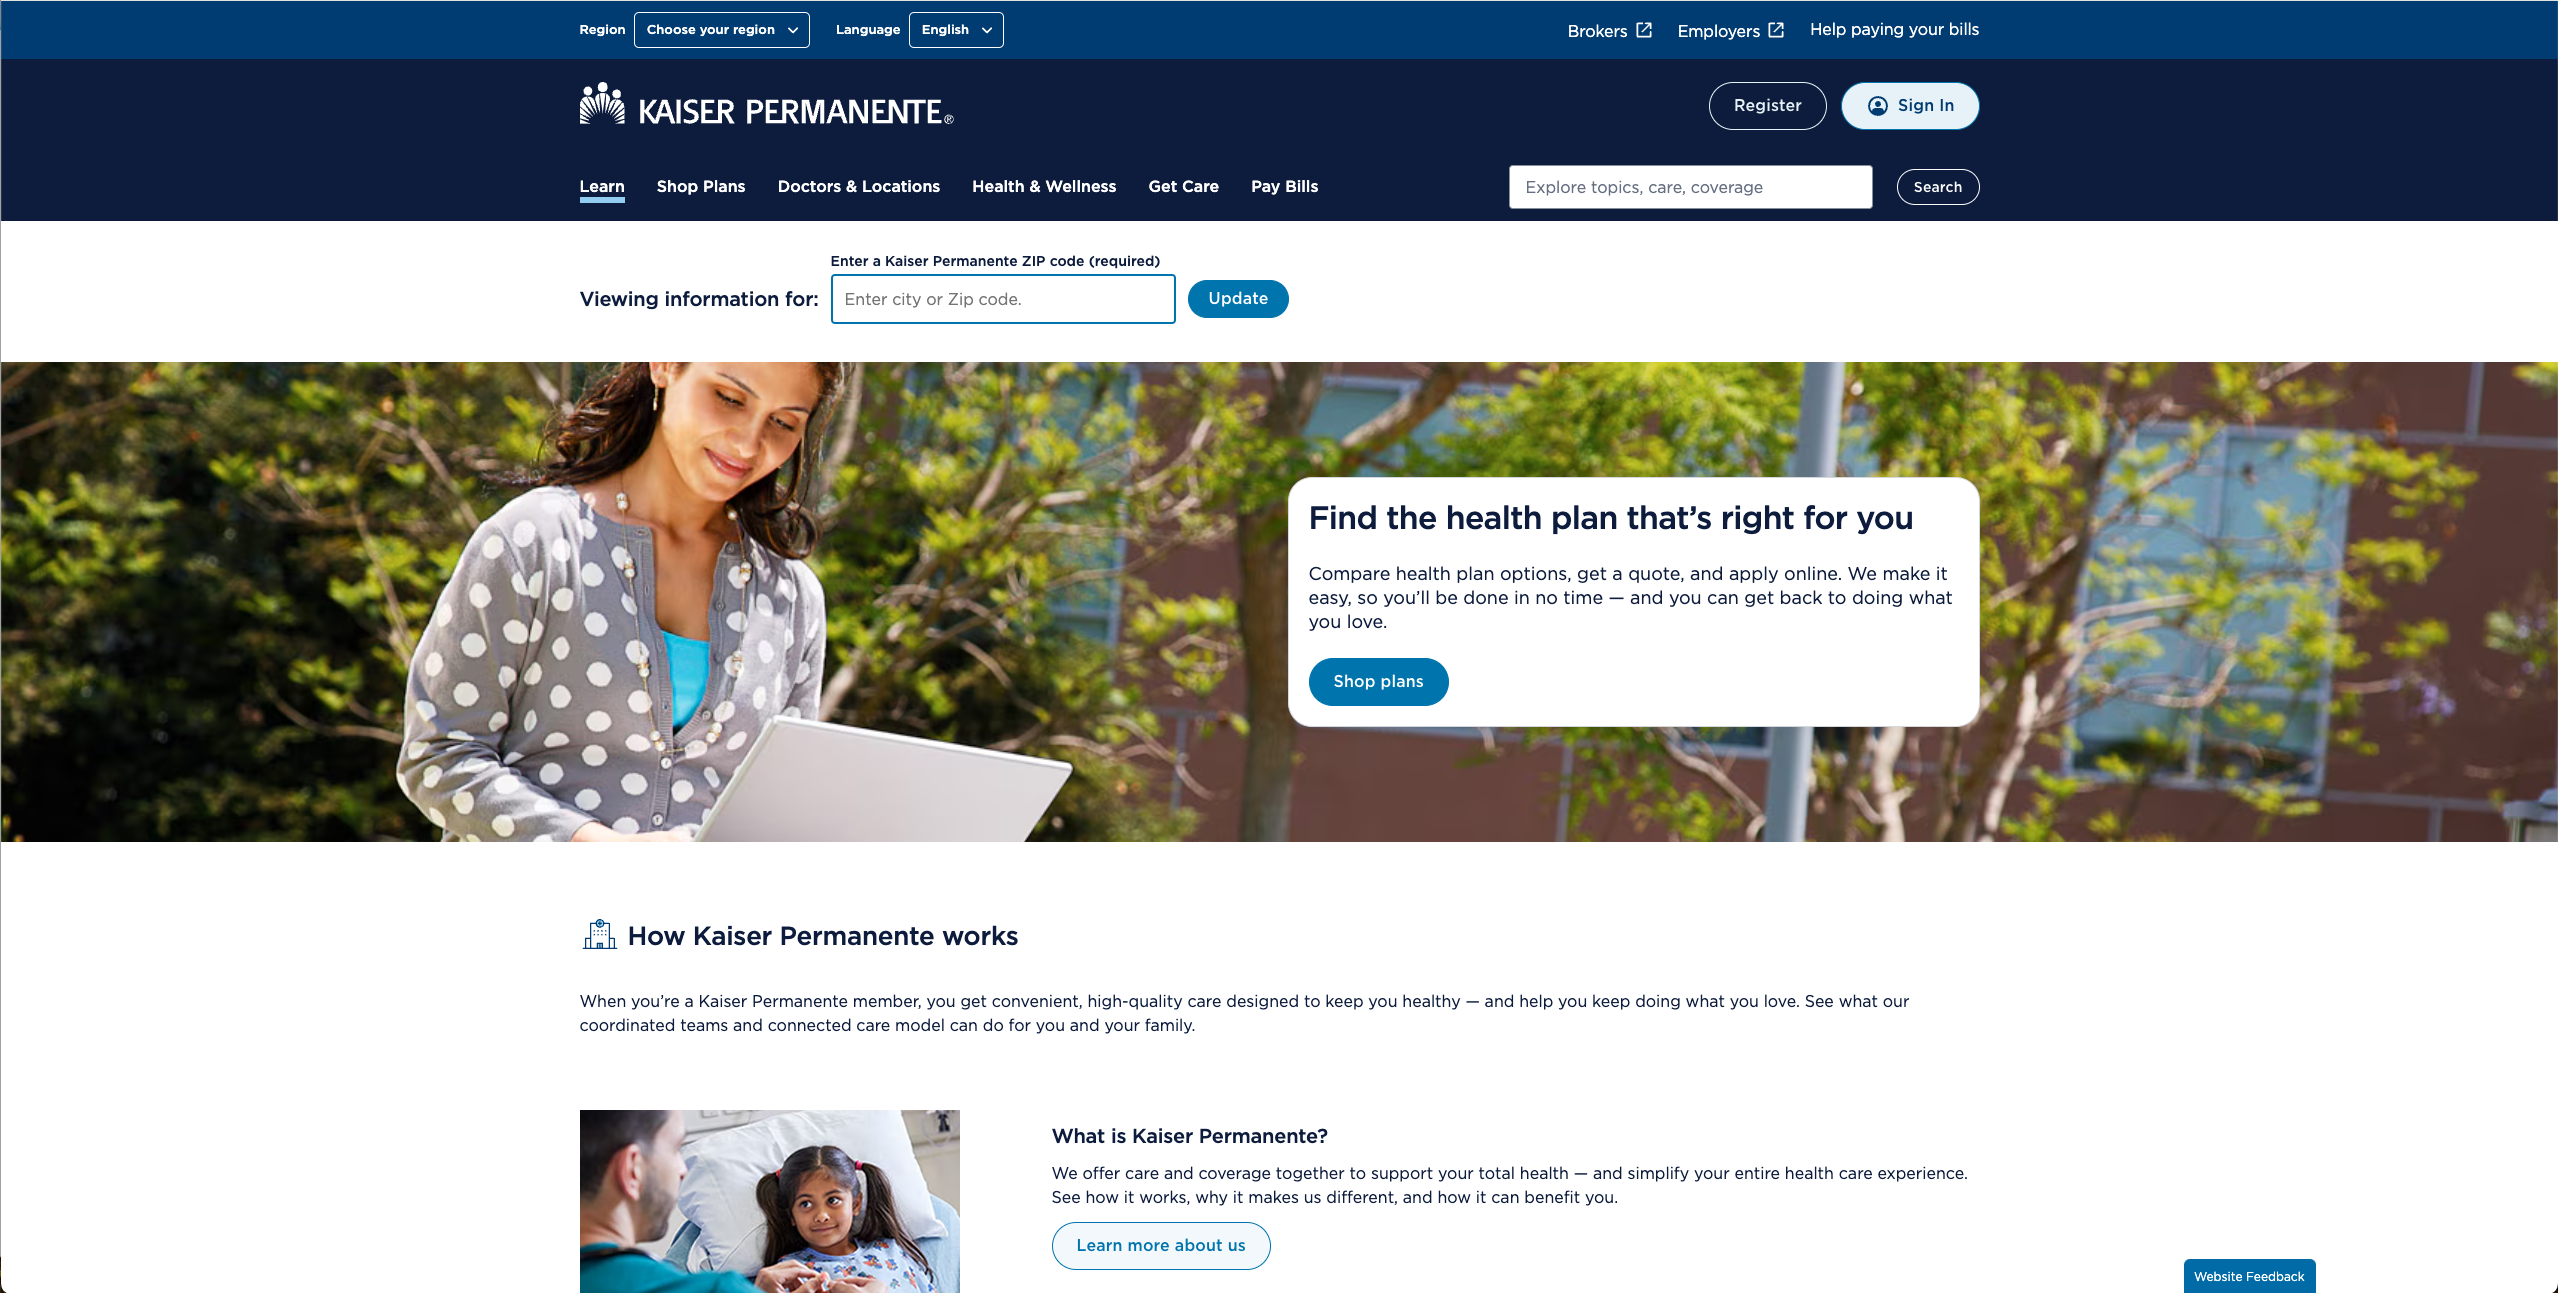 Region
Choose your region
Language
English
Brokers
Employers
Help paying your bills
KAISER PERMANENTE®
Register
Sign In
Learn
Shop Plans
Doctors & Locations
Health & Wellness
Get Care
Pay Bills
Explore topics, care, coverage
Search
Enter a Kaiser Permanente ZIP code (required)
Viewing information for:
Enter city or Zip code.
Update
Find the health plan that’s right for you
Compare health plan options, get a quote, and apply online. We make it
easy, so you’ll be done in no time — and you can get back to doing what
you love.
Shop plans
How Kaiser Permanente works
When you’re a Kaiser Permanente member, you get convenient, high-quality care designed to keep you healthy — and help you keep doing what you love. See what our
coordinated teams and connected care model can do for you and your family.
What is Kaiser Permanente?
We offer care and coverage together to support your total health — and simplify your entire health care experience.
See how it works, why it makes us different, and how it can benefit you.
Learn more about us
Website Feedback